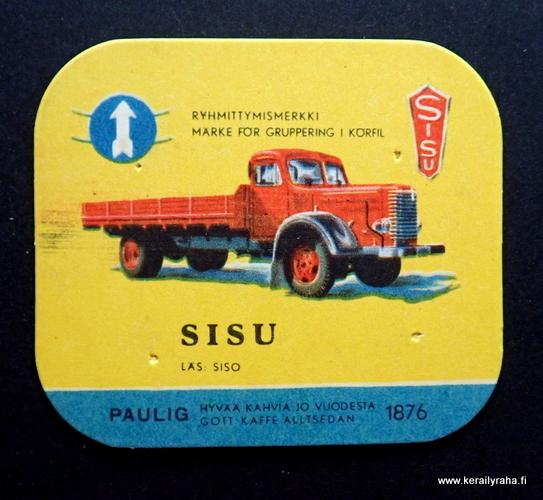 RYHMITTYMISMERKKI
MÄRKE FÖR GRUPPERING I KÖRFIL
SISU
SISU
LÄS: SISO
PAULIG HYVÄÄ KAHVIA JO VUODESTA 1876
GOTT KAFFE ALLTSEDAN
www.kerailyraha.fi